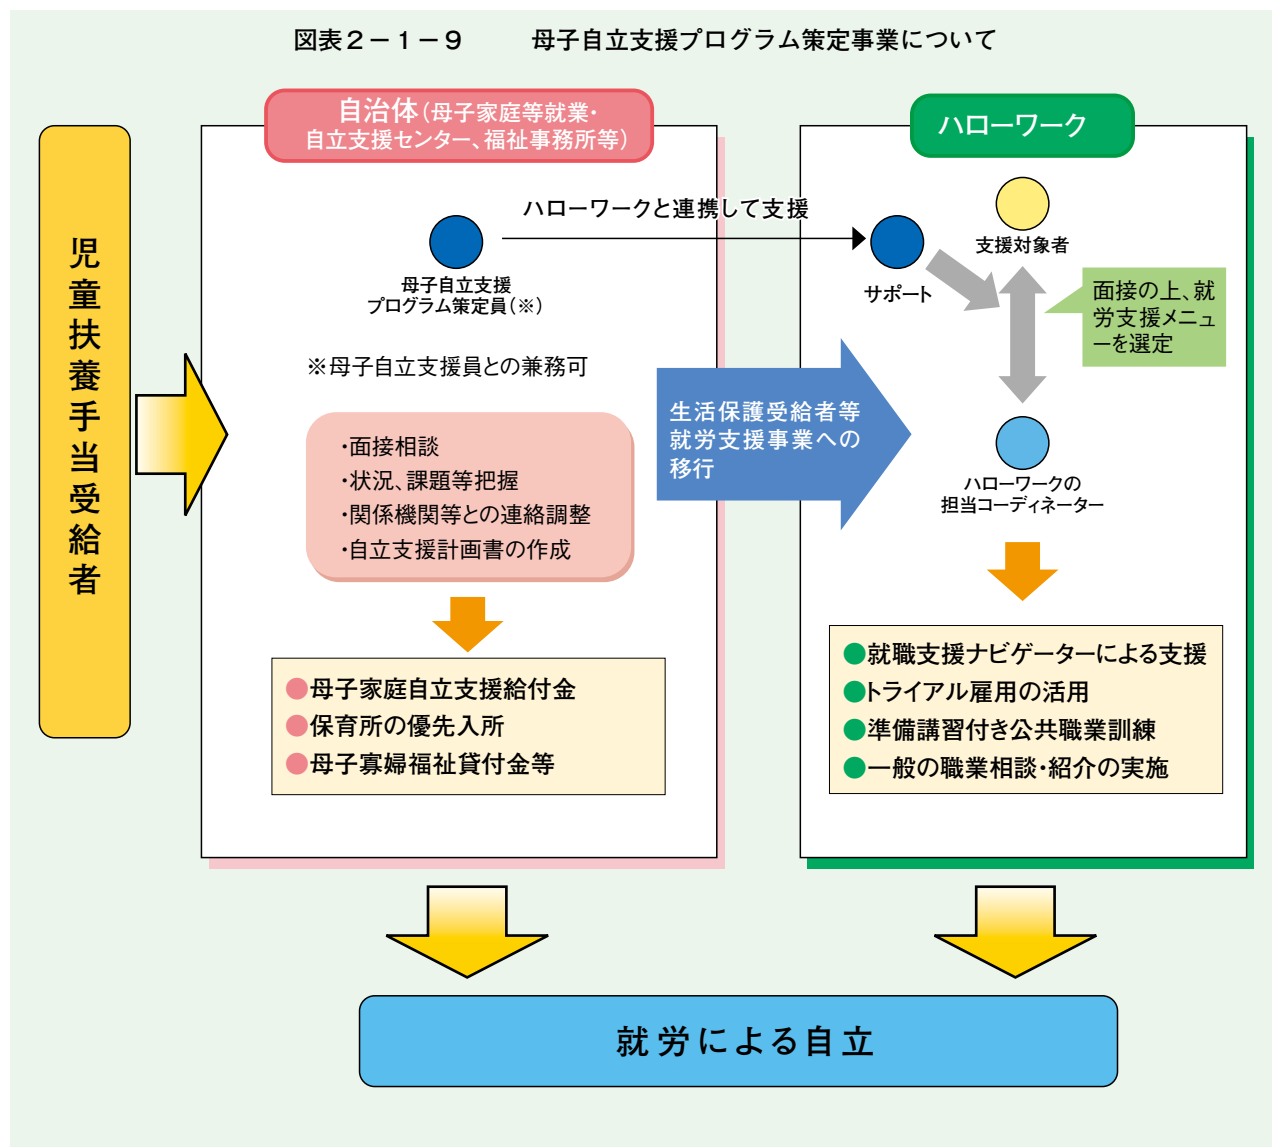 図表２－１－９　母子自立支援プログラム策定事業について
児童扶養手当受給者
自治体（母子家庭等就業・
自立支援センター、福祉事務所等）
母子自立支援
プログラム策定員（※）
※母子自立支援員との兼務可
・面接相談
・状況、課題等把握
・関係機関等との連絡調整
・自立支援計画書の作成
●母子家庭自立支援給付金
●保育所の優先入所
●母子寡婦福祉貸付金等
ハローワークと連携して支援
生活保護受給者等
就労支援事業への
移行
ハローワーク
支援対象者
サポート
面接の上、就
労支援メニュ
ーを選定
ハローワークの
担当コーディネーター
●就職支援ナビゲーターによる支援
●トライアル雇用の活用
●準備講習付き公共職業訓練
●一般の職業相談・紹介の実施
就労による自立